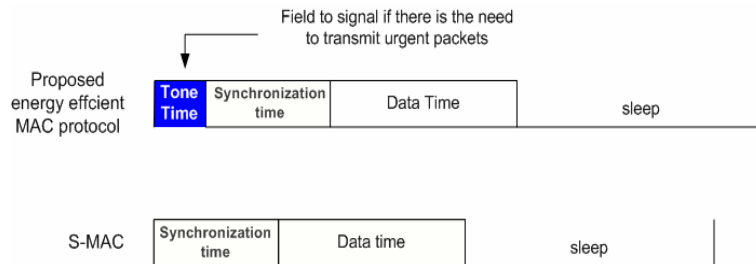 Field to signal if there is the need
to transmit urgent packets
Proposed
energy effcient
MAC protocol
Tone
Time
Synchronization
time
Data Time
sleep
S-MAC
Synchronization
time
Data time
sleep